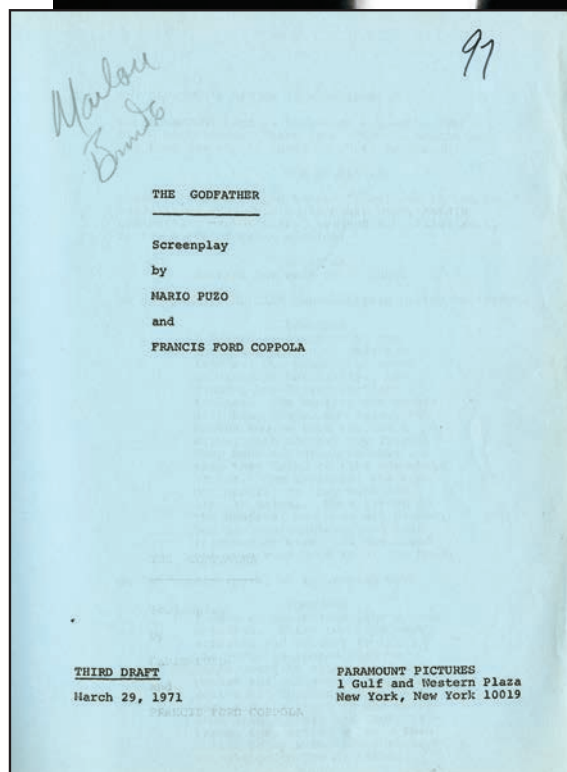 97
Marlon
Brando
THE GODFATHER
Screenplay
by
MARIO PUZO
and
FRANCIS FORD COPPOLA
THIRD DRAFT
March 29, 1971
PARAMOUNT PICTURES
1 Gulf and Western Plaza
New York, New York 10019